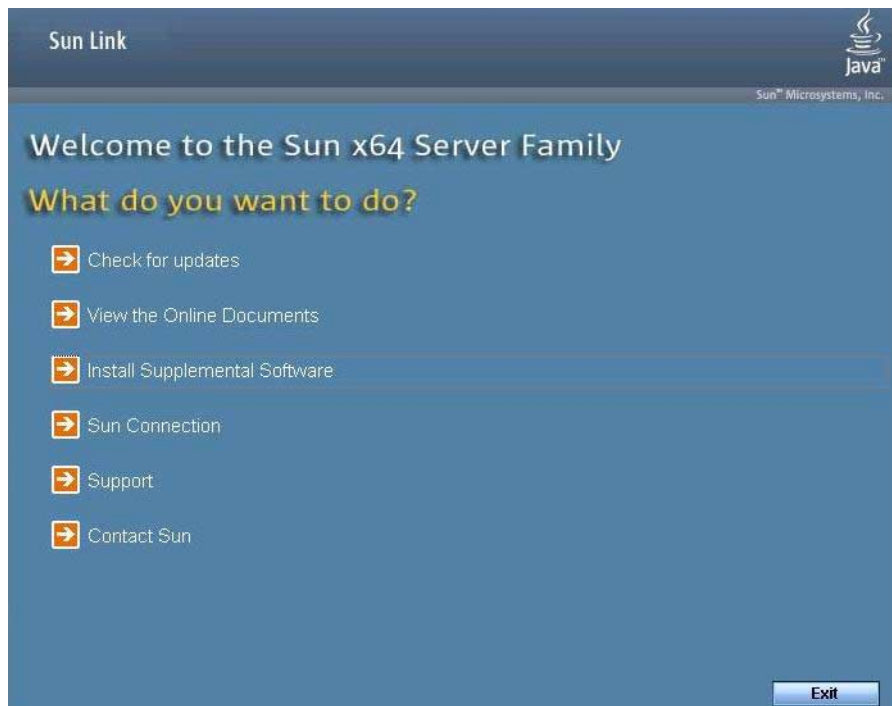 Sun Link
Java™
Sun™ Microsystems, Inc.
Welcome to the Sun x64 Server Family
What do you want to do?
Check for updates
View the Online Documents
Install Supplemental Software
Sun Connection
Support
Contact Sun
Exit